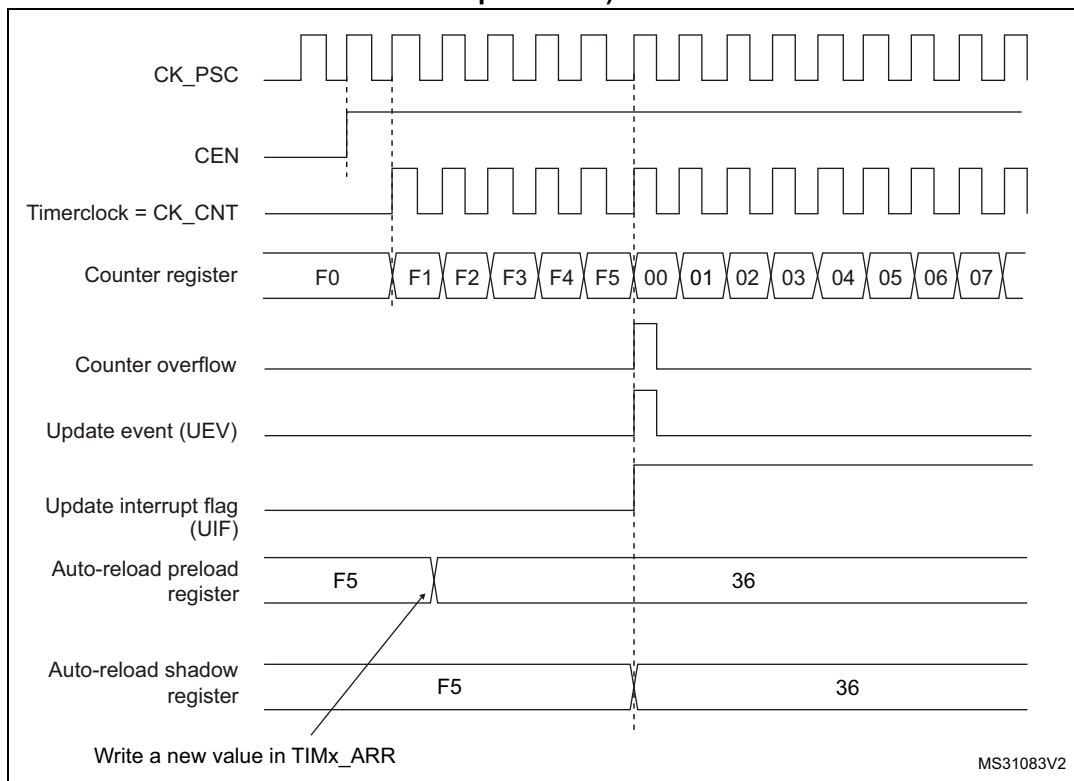 CK_PSC
CEN
Timerclock = CK_CNT
Counter register F0 F1 F2 F3 F4 F5 00 01 02 03 04 05 06 07
Counter overflow
Update event (UEV)
Update interrupt flag
(UIF)
Auto-reload preload
register
F5 36
Auto-reload shadow
register
F5 36
Write a new value in TIMx_ARR
MS31083V2